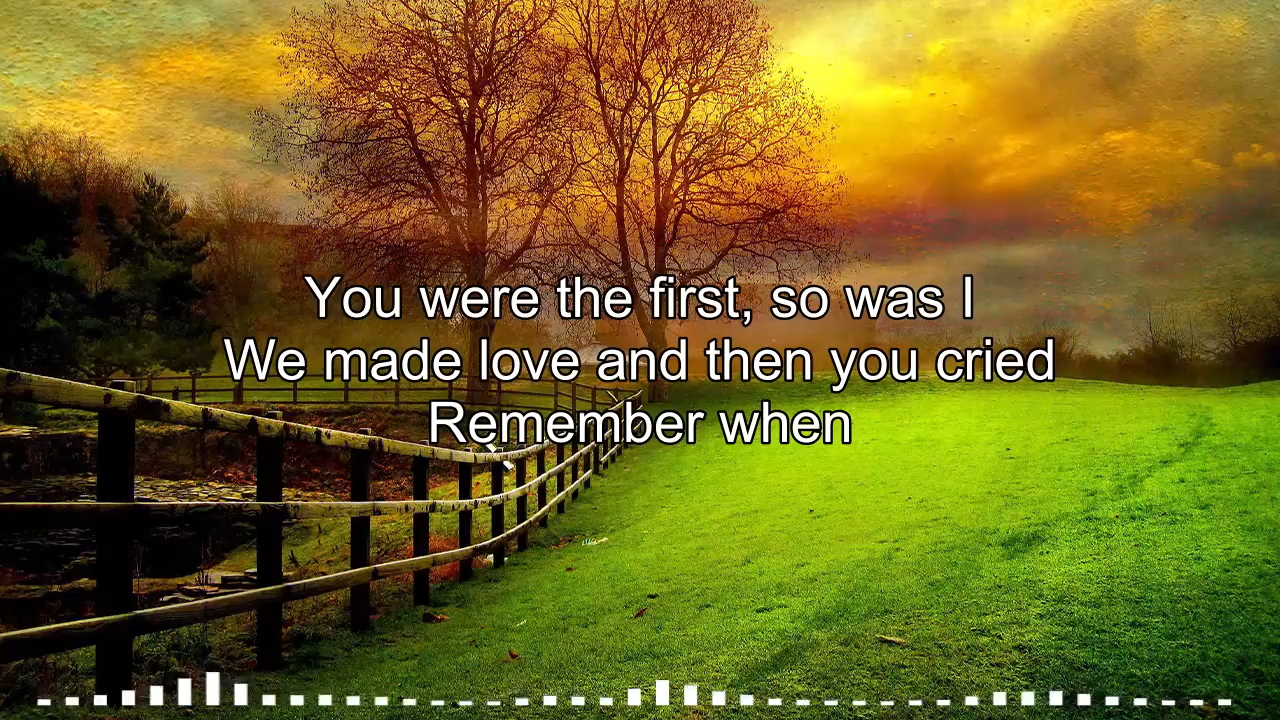 You were the first, so was I
We made love and then you cried
Remember when